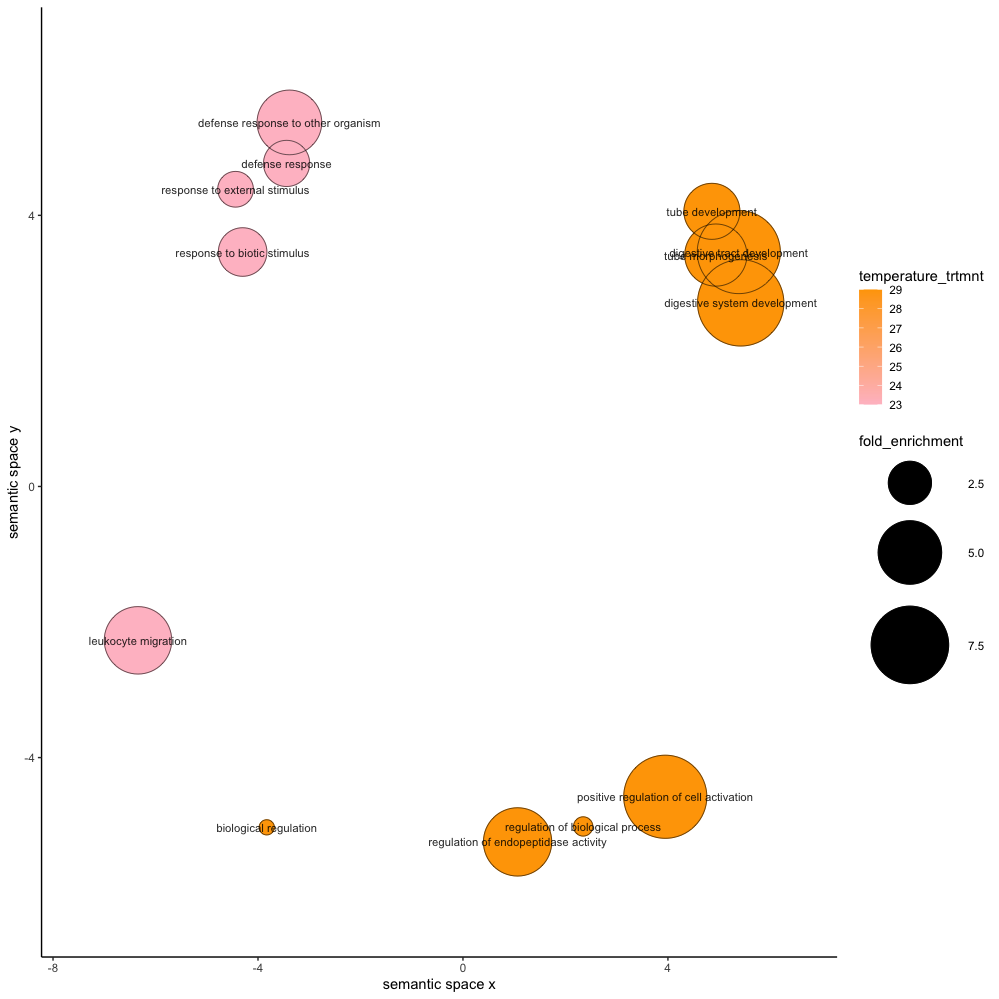 defense response to other organism
defense response
response to external stimulus
response to biotic stimulus
tube development
digestive tract development
tube morphogenesis
digestive system development
leukocyte migration
positive regulation of cell activation
biological regulation
regulation of biological process
regulation of endopeptidase activity
4
0
-4
semantic space y
-8
-4
0
4
semantic space x
temperature_trtmnt
29
28
27
26
25
24
23
fold_enrichment
2.5
5.0
7.5